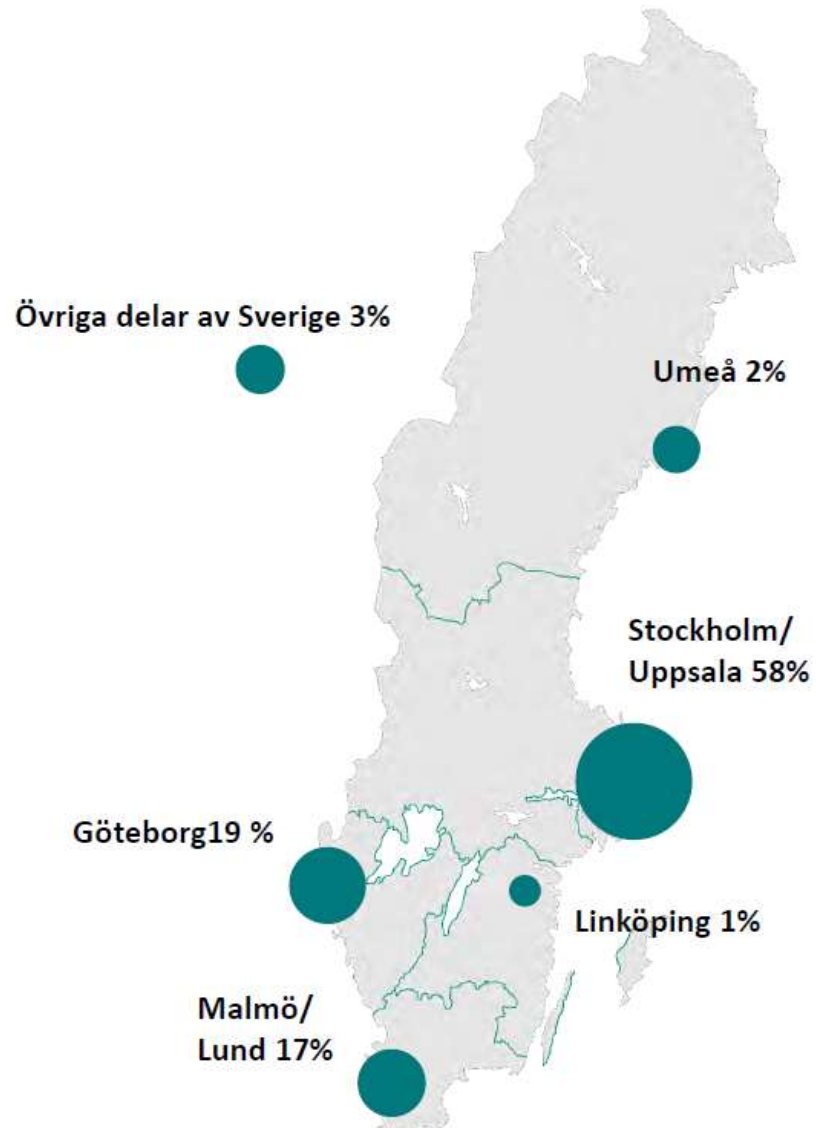 Övriga delar av Sverige 3%
Umeå 2%
Stockholm/
Uppsala 58%
Göteborg19 %
Linköping 1%
Malmö/
Lund 17%